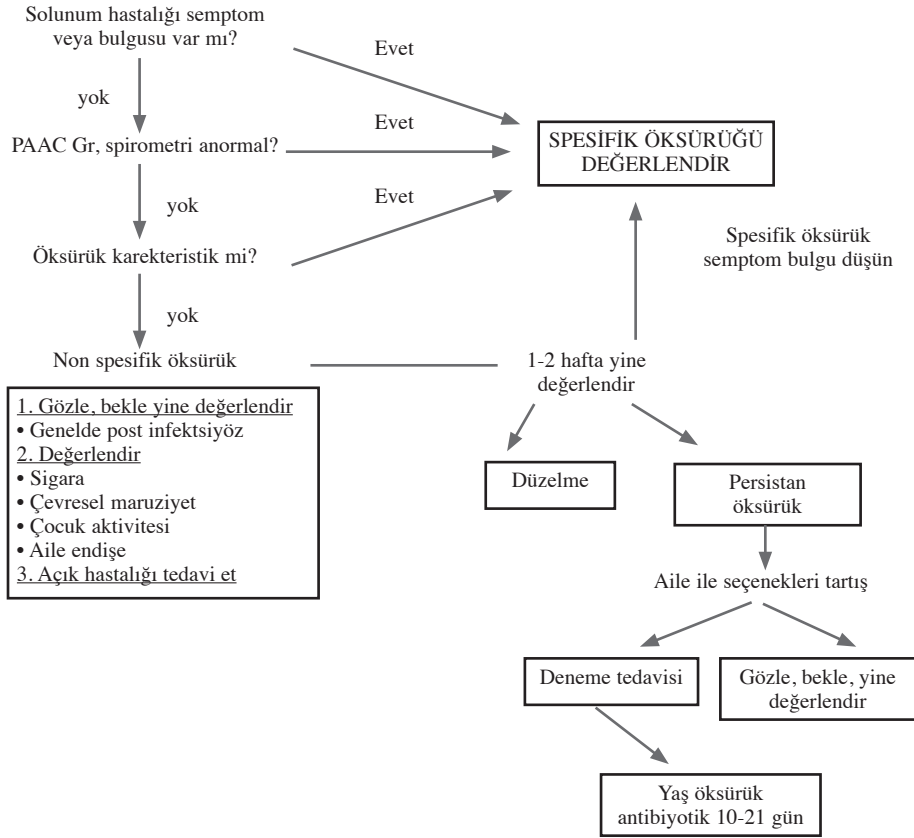 Solunum hastalığı semptom
veya bulgusu var mı?
Evet
yok
Evet
PAAC Gr, spirometri anormal?
SPESIFİK ÖKSÜRÜĞÜ
DEĞERLENDİR
yok
Evet
Öksürük karekteristik mi?
Spesifik öksürük
semptom bulgu düşün
yok
Non spesifik öksürük
1-2 hafta yine
değerlendir
1. Gözle, bekle yine değerlendir
• Genelde post infektsiyöz
2. Değerlendir
• Sigara
• Çevresel maruziyet
• Çocuk aktivitesi
• Aile endişe
3. Açık hastalığı tedavi et
Düzelme
Persistan
öksürük
Aile ile seçenekleri tartış
Deneme tedavisi
Gözle, bekle, yine
değerlendir
Yaş öksürük
antibiyotik 10-21 gün